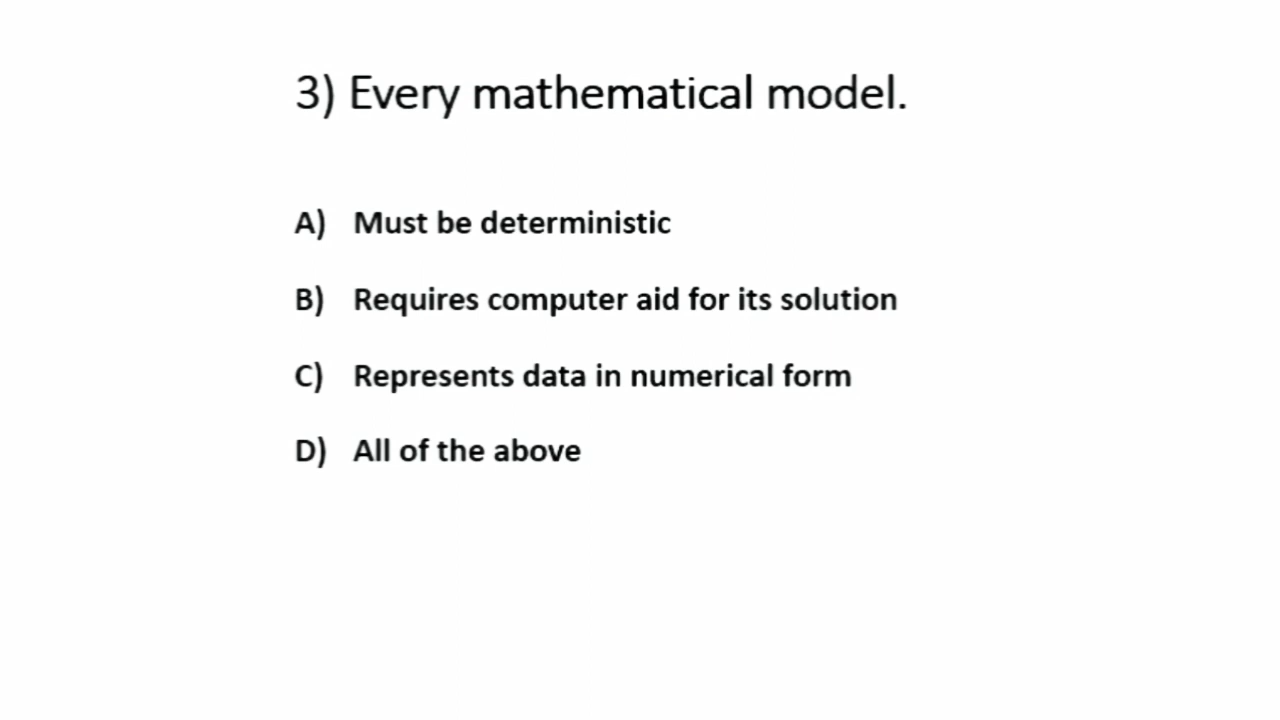 3) Every mathematical model.
A) Must be deterministic
B) Requires computer aid for its solution
C) Represents data in numerical form
D) All of the above